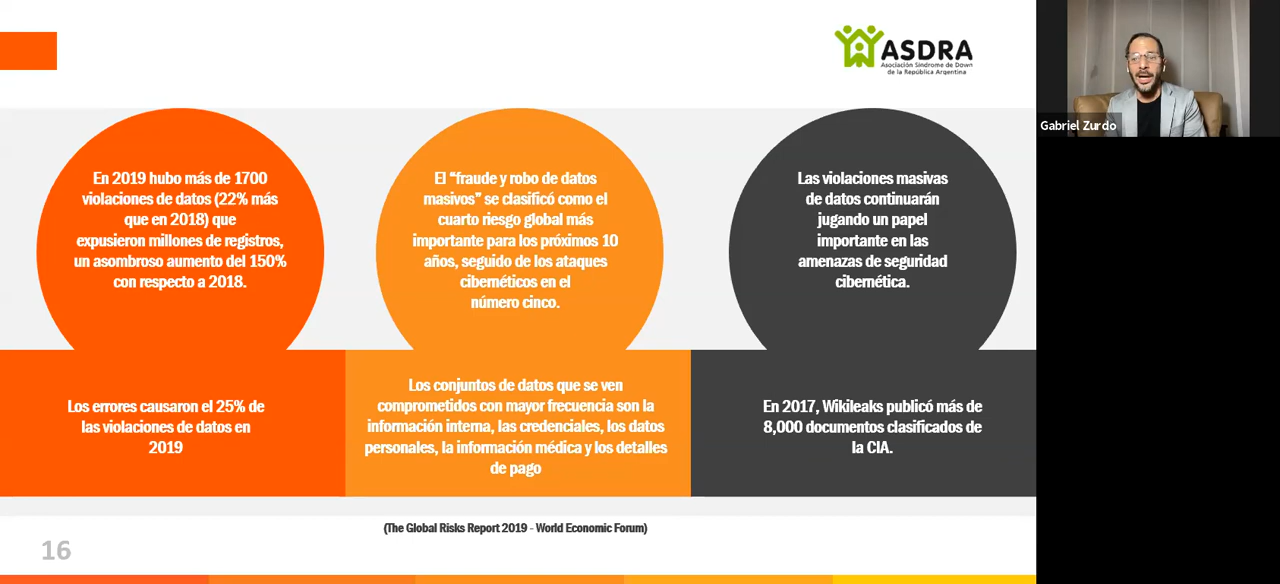 ASDRA
Asociación Síndrome de Down
de la República Argentina
Gabriel Zurdo
En 2019 hubo más de 1700
violaciones de datos (22% más
que en 2018) que
expusieron millones de registros,
un asombroso aumento del 150%
con respecto a 2018.
El “fraude y robo de datos
masivos” se clasificó como el
cuarto riesgo global más
importante para los próximos 10
años, seguido de los ataques
cibernéticos en el
número cinco.
Las violaciones masivas
de datos continuarán
jugando un papel
importante en las
amenazas de seguridad
cibernética.
Los errores causaron el 25% de
las violaciones de datos en
2019
Los conjuntos de datos que se ven
comprometidos con mayor frecuencia son la
información interna, las credenciales, los datos
personales, la información médica y los detalles
de pago
En 2017, Wikileaks publicó más de
8,000 documentos clasificados de
la CIA.
(The Global Risks Report 2019 - World Economic Forum)
16